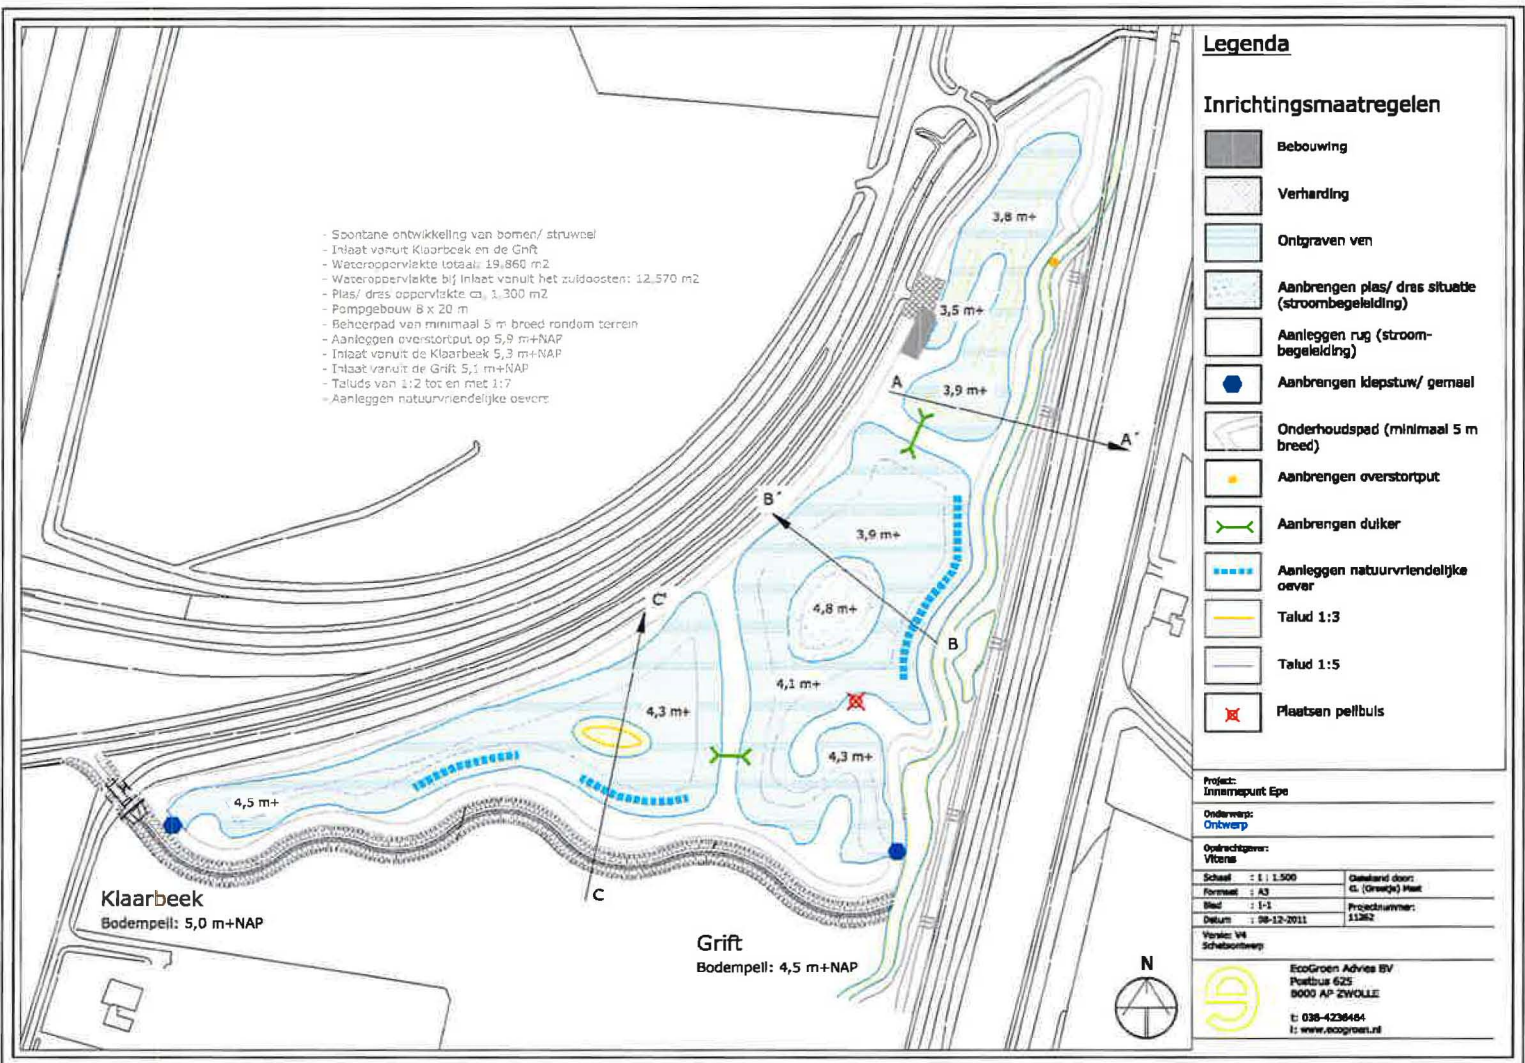 - Spontane ontwikkeling van bomen/ struweel
- Inlaat vanuit Klaarbeek en de Grift
- Wateroppervlakte totaal: 19.860 m2
- Wateroppervlakte bij inlaat vanuit het zuidoosten: 12.570 m2
- Plas/ dras oppervlakte ca. 1.300 m2
- Pompgebouw 8 x 20 m
- Beheerpad van minimaal 5 m breed rondom terrein
- Aanleggen overstortput op 5,9 m+NAP
- Inlaat vanuit de Klaarbeek 5,3 m+NAP
- Inlaat vanuit de Grift 5,1 m+NAP
- Taluds van 1:2 tot en met 1:7
- Aanleggen natuurvriendelijke oevers
3,8 m+
3,5 m+
A
3,9 m+
A´
B´
3,9 m+
4,8 m+
C'
B
4,1 m+
4,3 m+
4,3 m+
4,5 m+
C
Klaarbeek
Bodempeil: 5,0 m+NAP
Grift
Bodempeil: 4,5 m+NAP
N
Legenda
Inrichtingsmaatregelen
Bebouwing
Verharding
Ontgraven ven
Aanbrengen plas/ dras situatie
(stroombegeleiding)
Aanleggen rug (stroom-
begeleiding)
Aanbrengen klepstuw/ gemaal
Onderhoudspad (minimaal 5 m
breed)
Aanbrengen overstortput
Aanbrengen duiker
Aanleggen natuurvriendelijke
oever
Talud 1:3
Talud 1:5
Plaatsen peilbuis
Project:
Innamepunt Epe
Onderwerp:
Ontwerp
Opdrachtgever:
Vitens
Schaal : 1 : 1.500
Formaat : A3
Blad : 1-1
Datum : 08-12-2011
Getekend door:
G. (Greetje) Mast
Projectnummer:
11262
Versie: V4
Schetsontwerp
EcoGroen Advies BV
Postbus 625
8000 AP ZWOLLE
t: 038-4236464
i: www.ecogroen.nl